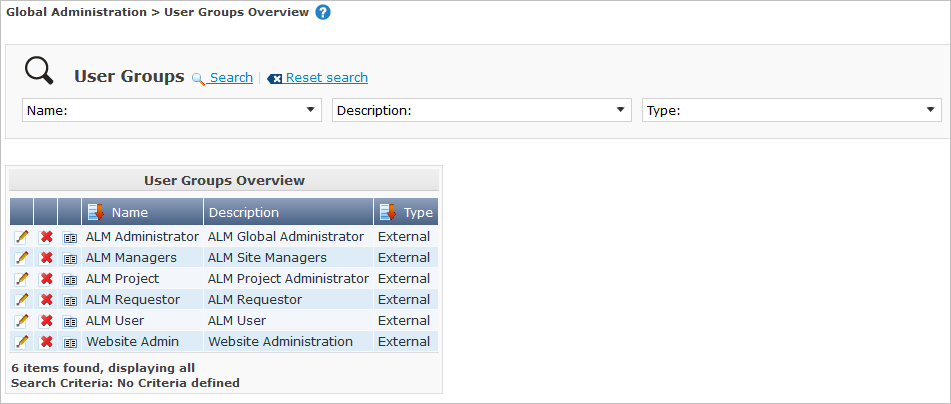 Global Administration > User Groups Overview ?
User Groups Search | Reset search
Name: Description: Type:
User Groups Overview
Name Description Type
ALM Administrator ALM Global Administrator External
ALM Managers ALM Site Managers External
ALM Project ALM Project Administrator External
ALM Requestor ALM Requestor External
ALM User ALM User External
Website Admin Website Administration External
6 items found, displaying all
Search Criteria: No Criteria defined